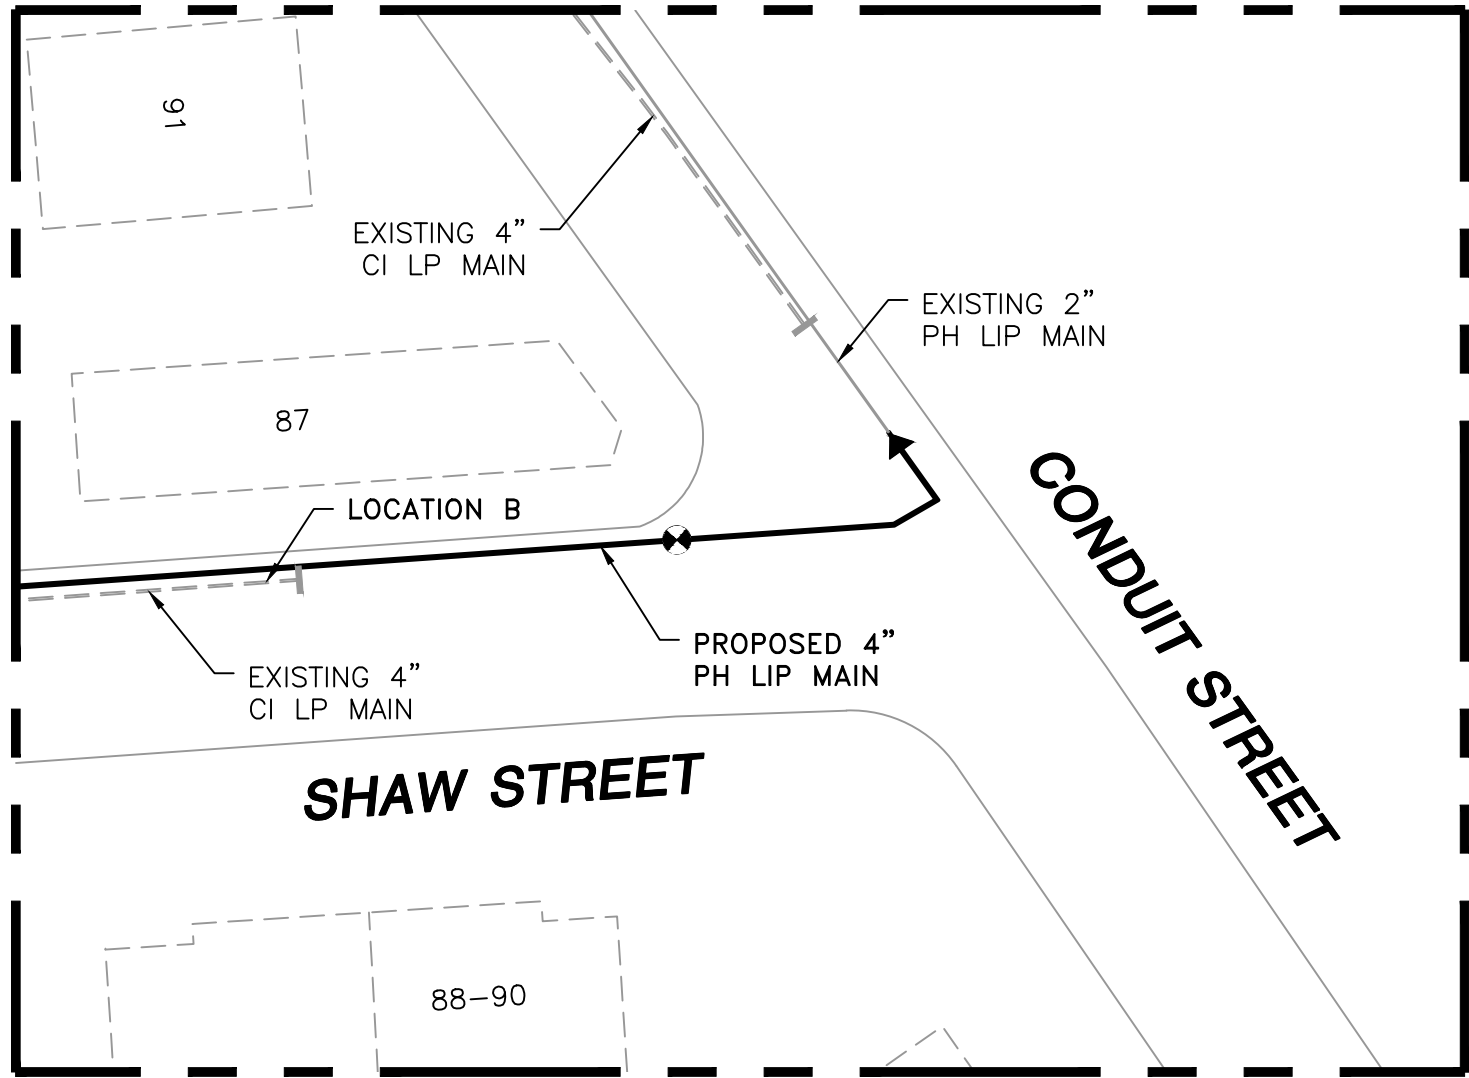 91
EXISTING 4”
CI LP MAIN
EXISTING 2”
PH LIP MAIN
87
LOCATION B
CONDUIT STREET
PROPOSED 4”
PH LIP MAIN
EXISTING 4”
CI LP MAIN
SHAW STREET
88-90